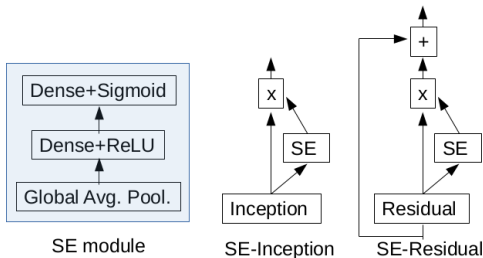 Dense+Sigmoid
Dense+ReLU
Global Avg. Pool.
SE module
x
SE
Inception
SE-Inception
+
x
SE
Residual
SE-Residual